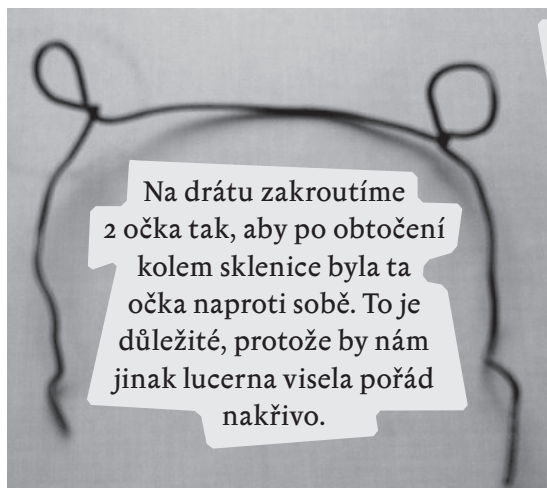 Na drátu zakroutíme
2 očka tak, aby po obtočení
kolem sklenice byla ta
očka naproti sobě. To je
důležité, protože by nám
jinak lucerna visela pořád
nakřivo.